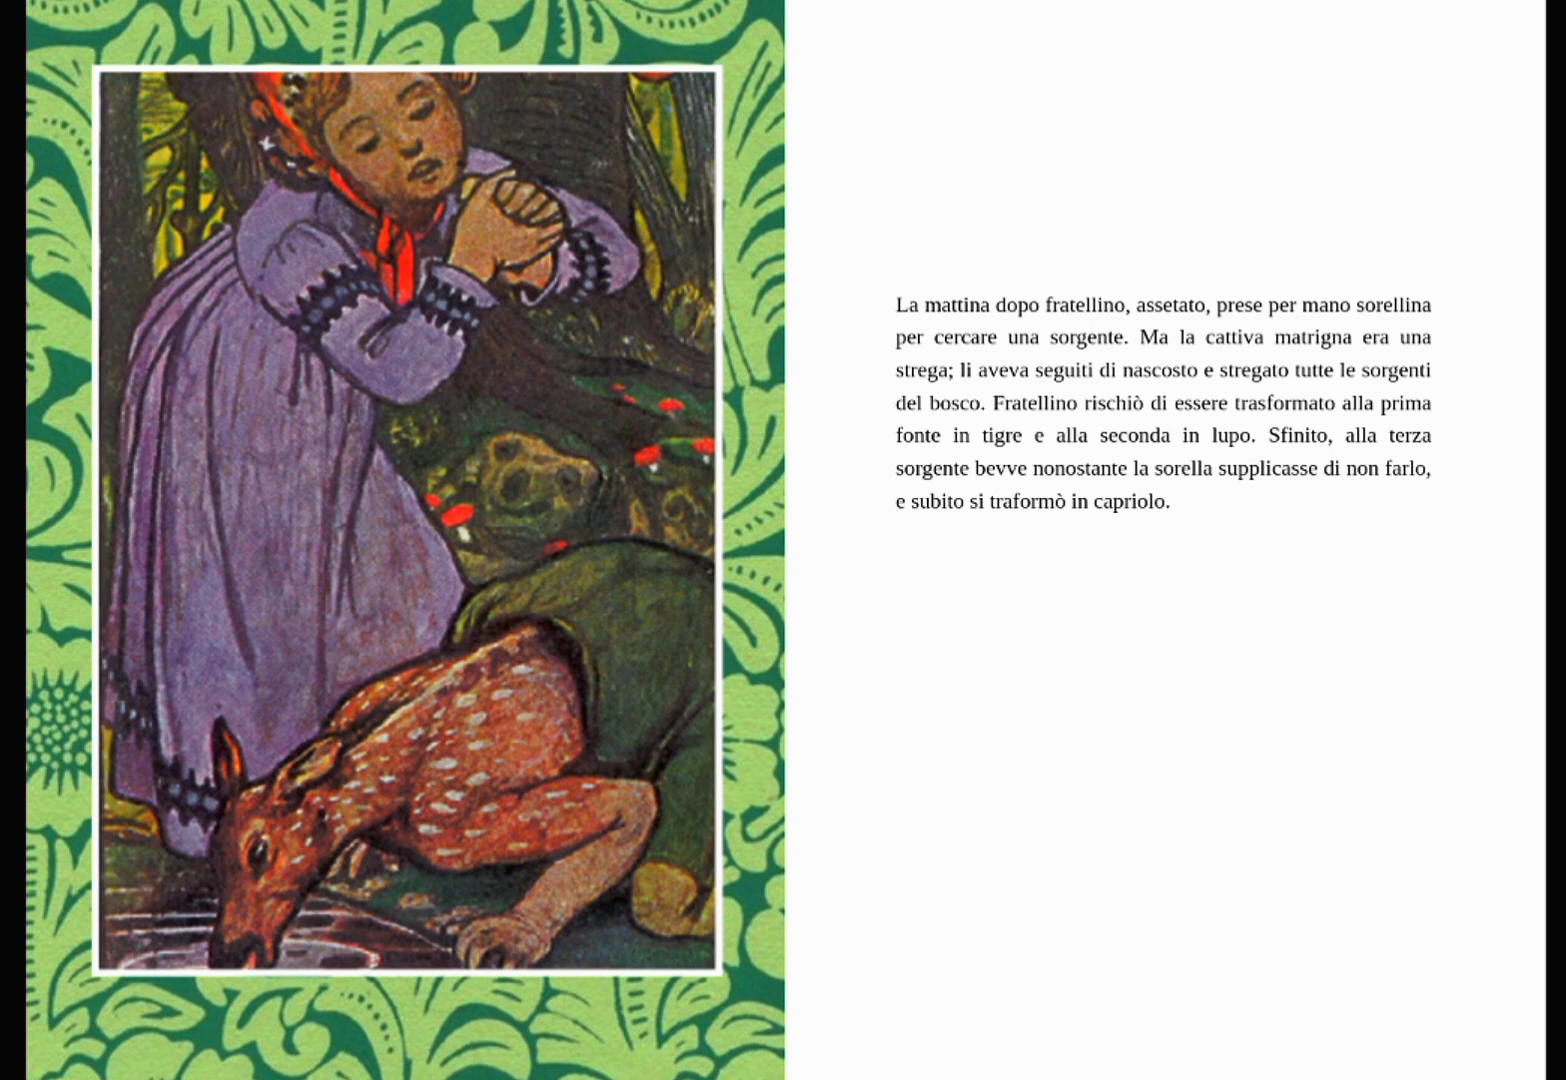 La mattina dopo fratellino, assetato, prese per mano sorellina
per cercare una sorgente. Ma la cattiva matrigna era una
strega; li aveva seguiti di nascosto e stregato tutte le sorgenti
del bosco. Fratellino rischiò di essere trasformato alla prima
fonte in tigre e alla seconda in lupo. Sfinito, alla terza
sorgente bevve nonostante la sorella supplicasse di non farlo,
e subito si traformò in capriolo.